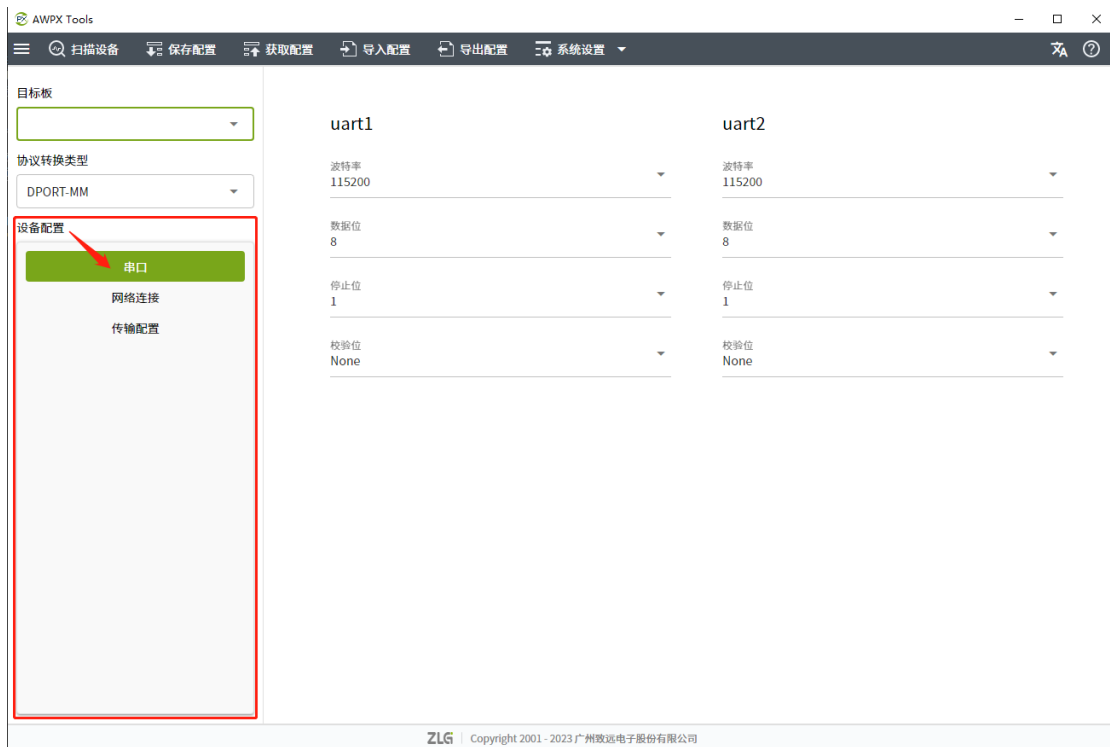 AWPX Tools
扫描设备 保存配置 获取配置 导入配置 导出配置 系统设置
目标板
协议转换类型
DPORT-MM
设备配置
串口
网络连接
传输配置
uart1
波特率
115200
数据位
8
停止位
1
校验位
None
uart2
波特率
115200
数据位
8
停止位
1
校验位
None
ZLG Copyright 2001 - 2023 广州致远电子股份有限公司